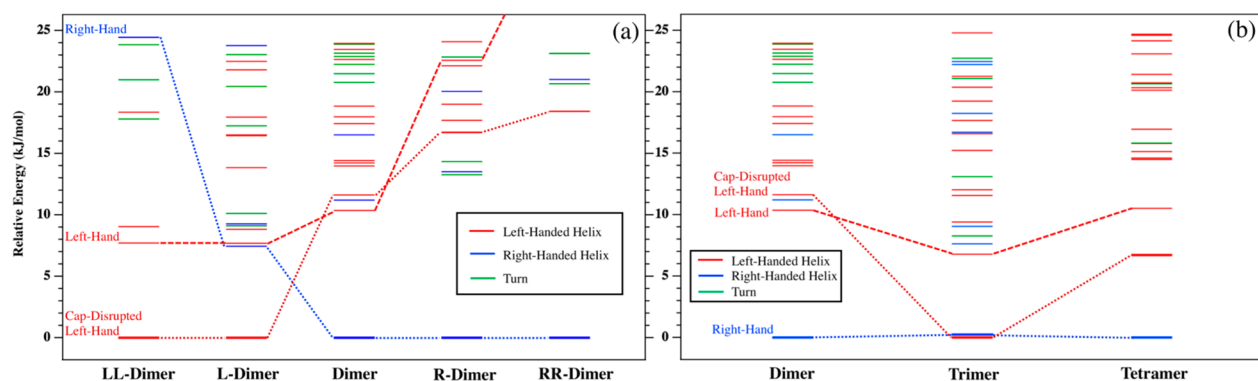 (a)
Relative Energy (kJ/mol)
25
20
15
10
5
0
Right-Hand
Left-Hand
Cap-Disrupted
Left-Hand
Left-Handed Helix
Right-Handed Helix
Turn
LL-Dimer L-Dimer Dimer R-Dimer RR-Dimer
(b)
25
20
15
10
5
0
Cap-Disrupted
Left-Hand
Left-Hand
Left-Handed Helix
Right-Handed Helix
Turn
Right-Hand
Dimer Trimer Tetramer